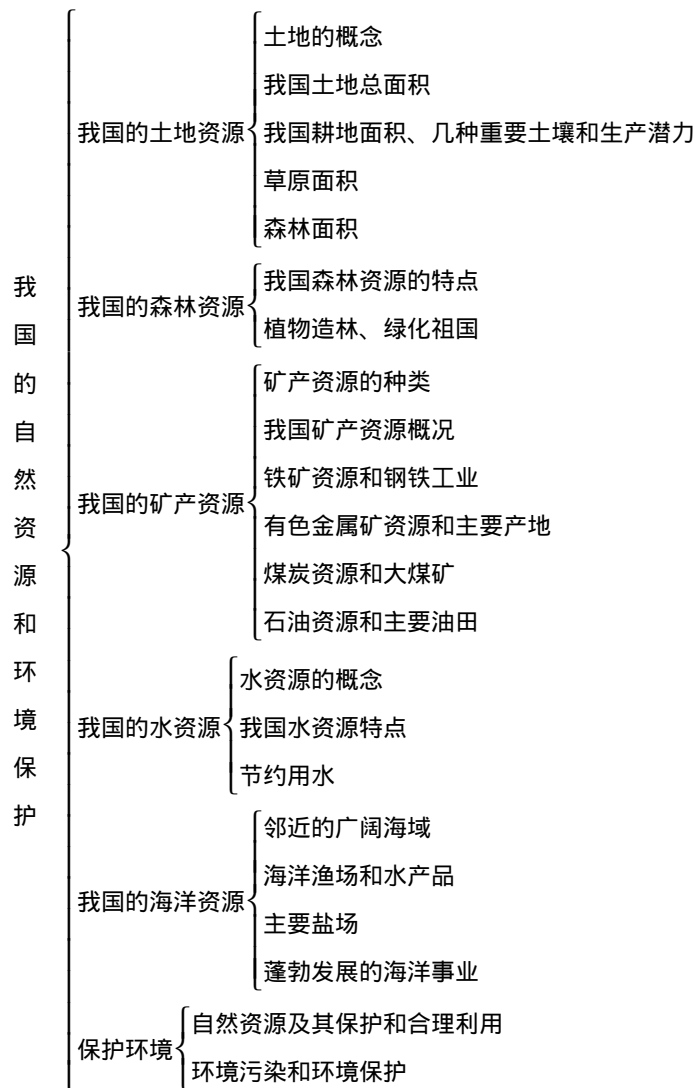 我国的自然资源和环境保护
我国的土地资源
土地的概念
我国土地总面积
我国耕地面积、几种重要土壤和生产潜力
草原面积
森林面积
我国的森林资源
我国森林资源的特点
植物造林、绿化祖国
我国的矿产资源
矿产资源的种类
我国矿产资源概况
铁矿资源和钢铁工业
有色金属矿资源和主要产地
煤炭资源和大煤矿
石油资源和主要油田
我国的水资源
水资源的概念
我国水资源特点
节约用水
我国的海洋资源
邻近的广阔海域
海洋渔场和水产品
主要盐场
蓬勃发展的海洋事业
保护环境
自然资源及其保护和合理利用
环境污染和环境保护